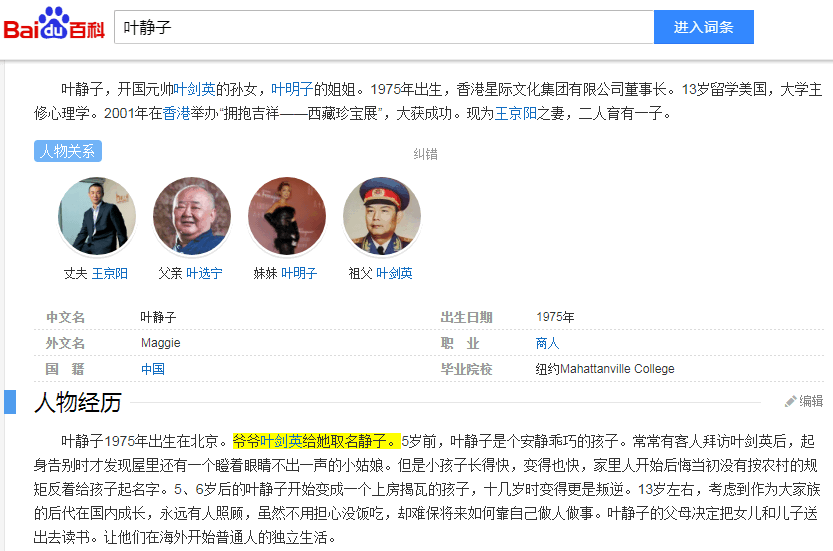 Bai du 百科
叶静子
进入词条
叶静子，开国元帅叶剑英的孙女，叶明子的姐姐。1975年出生，香港星际文化集团有限公司董事长。13岁留学美国，大学主
修心理学。2001年在香港举办“拥抱吉祥——西藏珍宝展”，大获成功。现为王京阳之妻，二人育有一子。
人物关系
纠错
丈夫 王京阳
父亲 叶选宁
妹妹 叶明子
祖父 叶剑英
中文名 叶静子
出生日期 1975年
外文名 Maggie
职 业 商人
国 籍 中国
毕业院校 纽约Mahattanville College
人物经历
编辑
叶静子1975年出生在北京。爷爷叶剑英给她取名静子。5岁前，叶静子是个安静乖巧的孩子。常常有客人拜访叶剑英后，起
身告别时才发现屋里还有一个瞪着眼睛不出一声的小姑娘。但是小孩子长得快，变得也快，家里人开始后悔当初没有按农村的规
矩反着给孩子起名字。5、6岁后的叶静子开始变成一个上房揭瓦的孩子，十几岁时变得更是叛逆。13岁左右，考虑到作为大家族
的后代在国内成长，永远有人照顾，虽然不用担心没饭吃，却难保将来如何靠自己做人做事。叶静子的父母决定把女儿和儿子送
出去读书。让他们在海外开始普通人的独立生活。